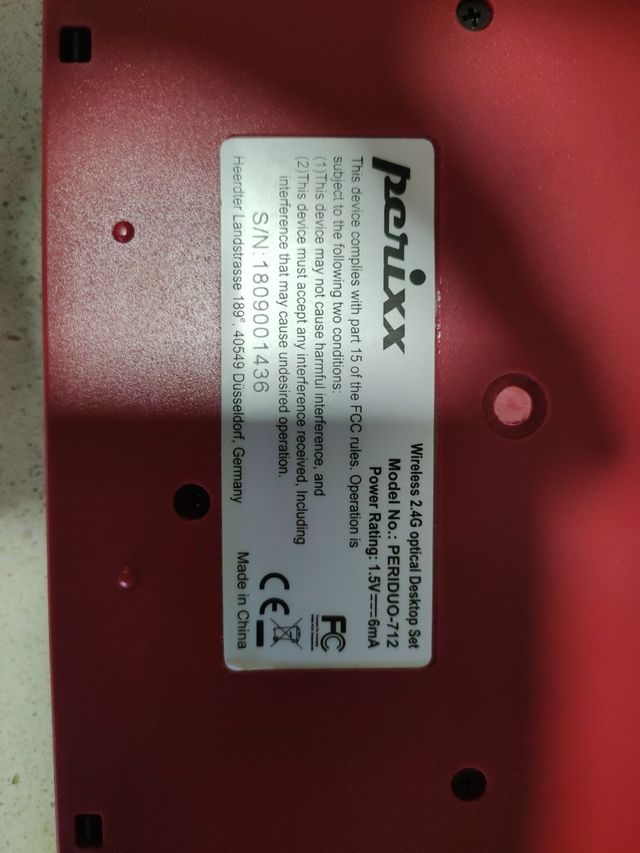 perixx
Wireless 2.4G optical Desktop Set
Model No.: PERIDUO-712
Power Rating: 1.5V⎓6mA
This device complies with part 15 of the FCC rules. Operation is
subject to the following two conditions:
(1)This device may not cause harmful interference, and
(2)This device must accept any interference received, Including
interference that may cause undesired operation.
S/N:1809001436
FC
CE
Heerdter Landstrasse 189ᵉ, 40549 Düsseldorf, Germany
Made in China